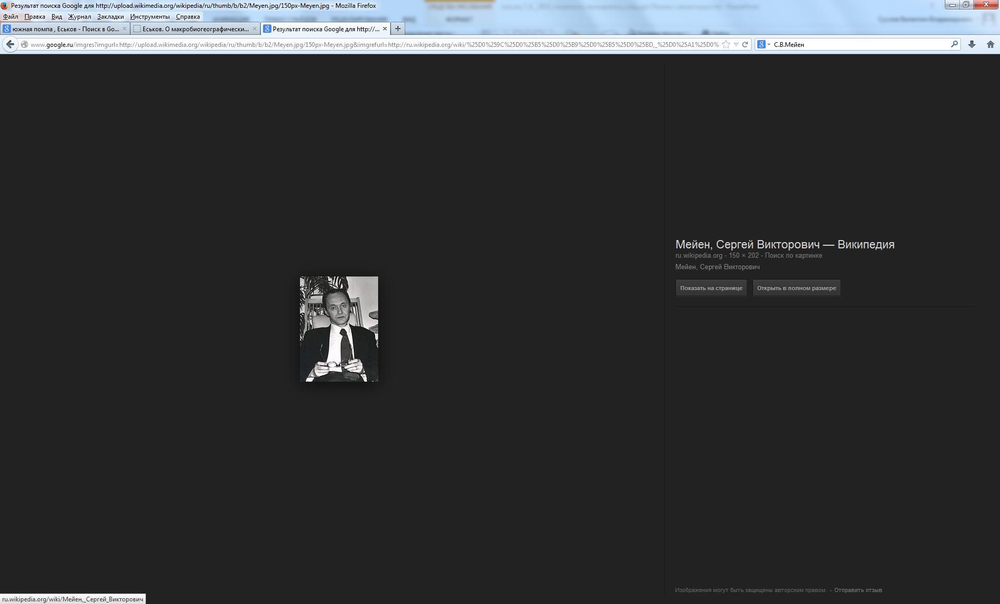 Результат поиска Google для http://upload.wikimedia.org/wikipedia/ru/thumb/b/b2/Meyen.jpg/150px-Meyen.jpg - Mozilla Firefox
Файл Правка Вид Журнал Закладки Инструменты Справка
южная помпа , Еськов - Поиск в Go... Еськов. О макробиогеографически... Результат поиска Google для http://...
www.google.ru/imgres?imgurl=http://upload.wikimedia.org/wikipedia/ru/thumb/b/b2/Meyen.jpg/150px-Meyen.jpg&imgrefurl=http://ru.wikipedia.org/wiki/%25D0%259C%25D0%25B5%25D0%25B9%25D0%25B5%25D0%25BD,_%25D0%25A1%25D0% С.В.Мейен
Мейен, Сергей Викторович — Википедия
ru.wikipedia.org - 150 × 202 - Поиск по картинке
Мейен, Сергей Викторович
Показать на странице Открыть в полном размере
Изображения могут быть защищены авторским правом. - Отправить отзыв
ru.wikipedia.org/wiki/Мейен,_Сергей_Викторович